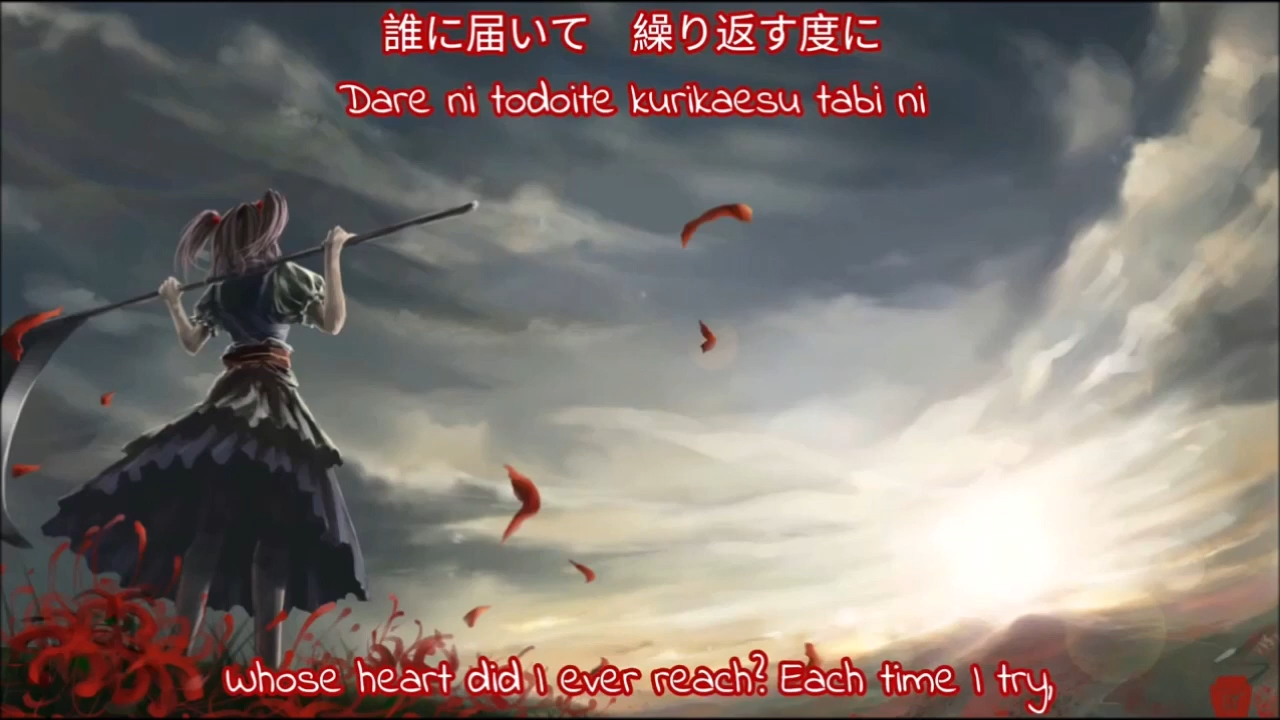 誰に届いて　繰り返す度に
Dare ni todoite kurikaesu tabi ni
whose heart did I ever reach? Each time I try,